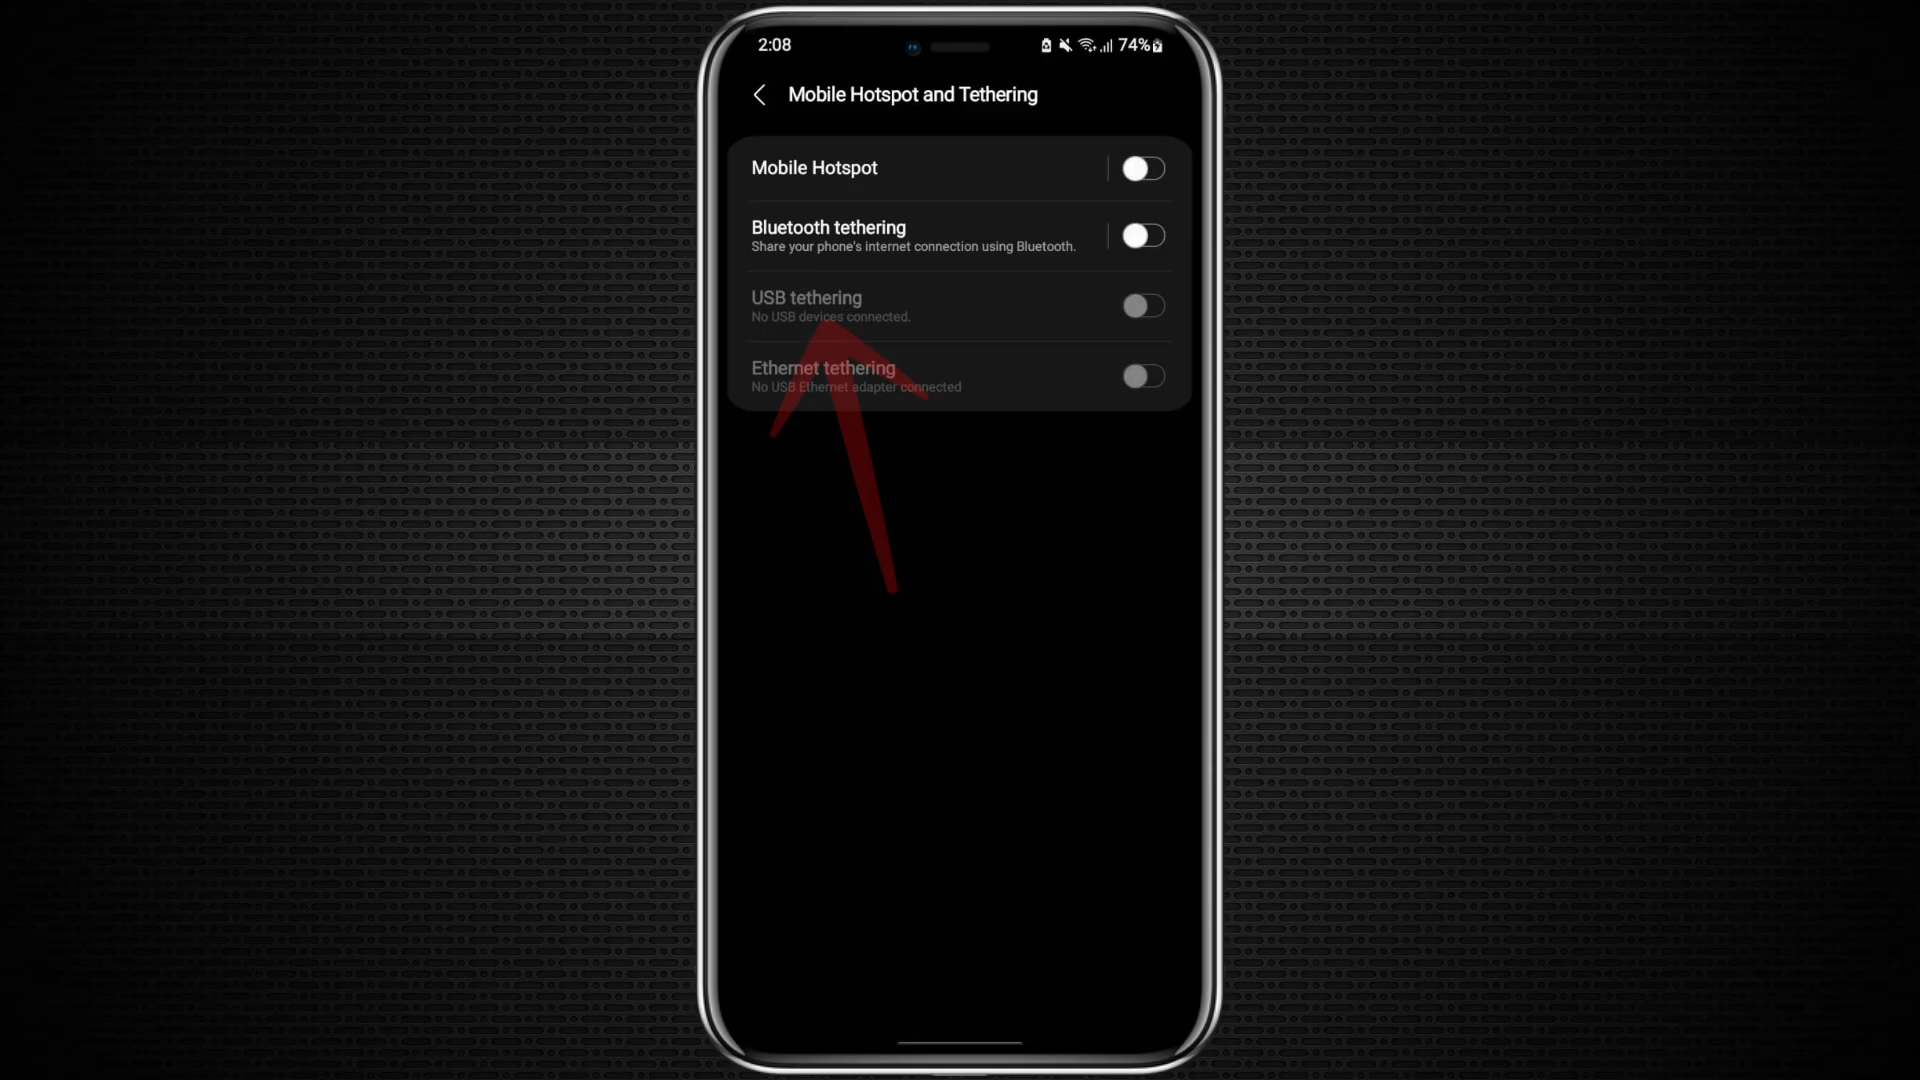 2:08
74%
Mobile Hotspot and Tethering
Mobile Hotspot
Bluetooth tethering
Share your phone's internet connection using Bluetooth.
USB tethering
No USB devices connected.
Ethernet tethering
No USB Ethernet adapter connected